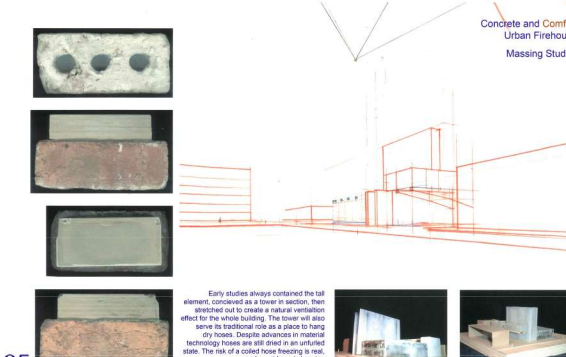 Concrete and Comf
Urban Firehou
Massing Stud
Early studies always contained the tall
element, concieved as a tower in section, then
stretched out to create a natural ventialtion
effect for the whole building. The tower will also
serve its traditional role as a place to hang
dry hoses. Despite advances in material
technology hoses are still dried in an unfurled
state. The risk of a coiled hose freezing is real,